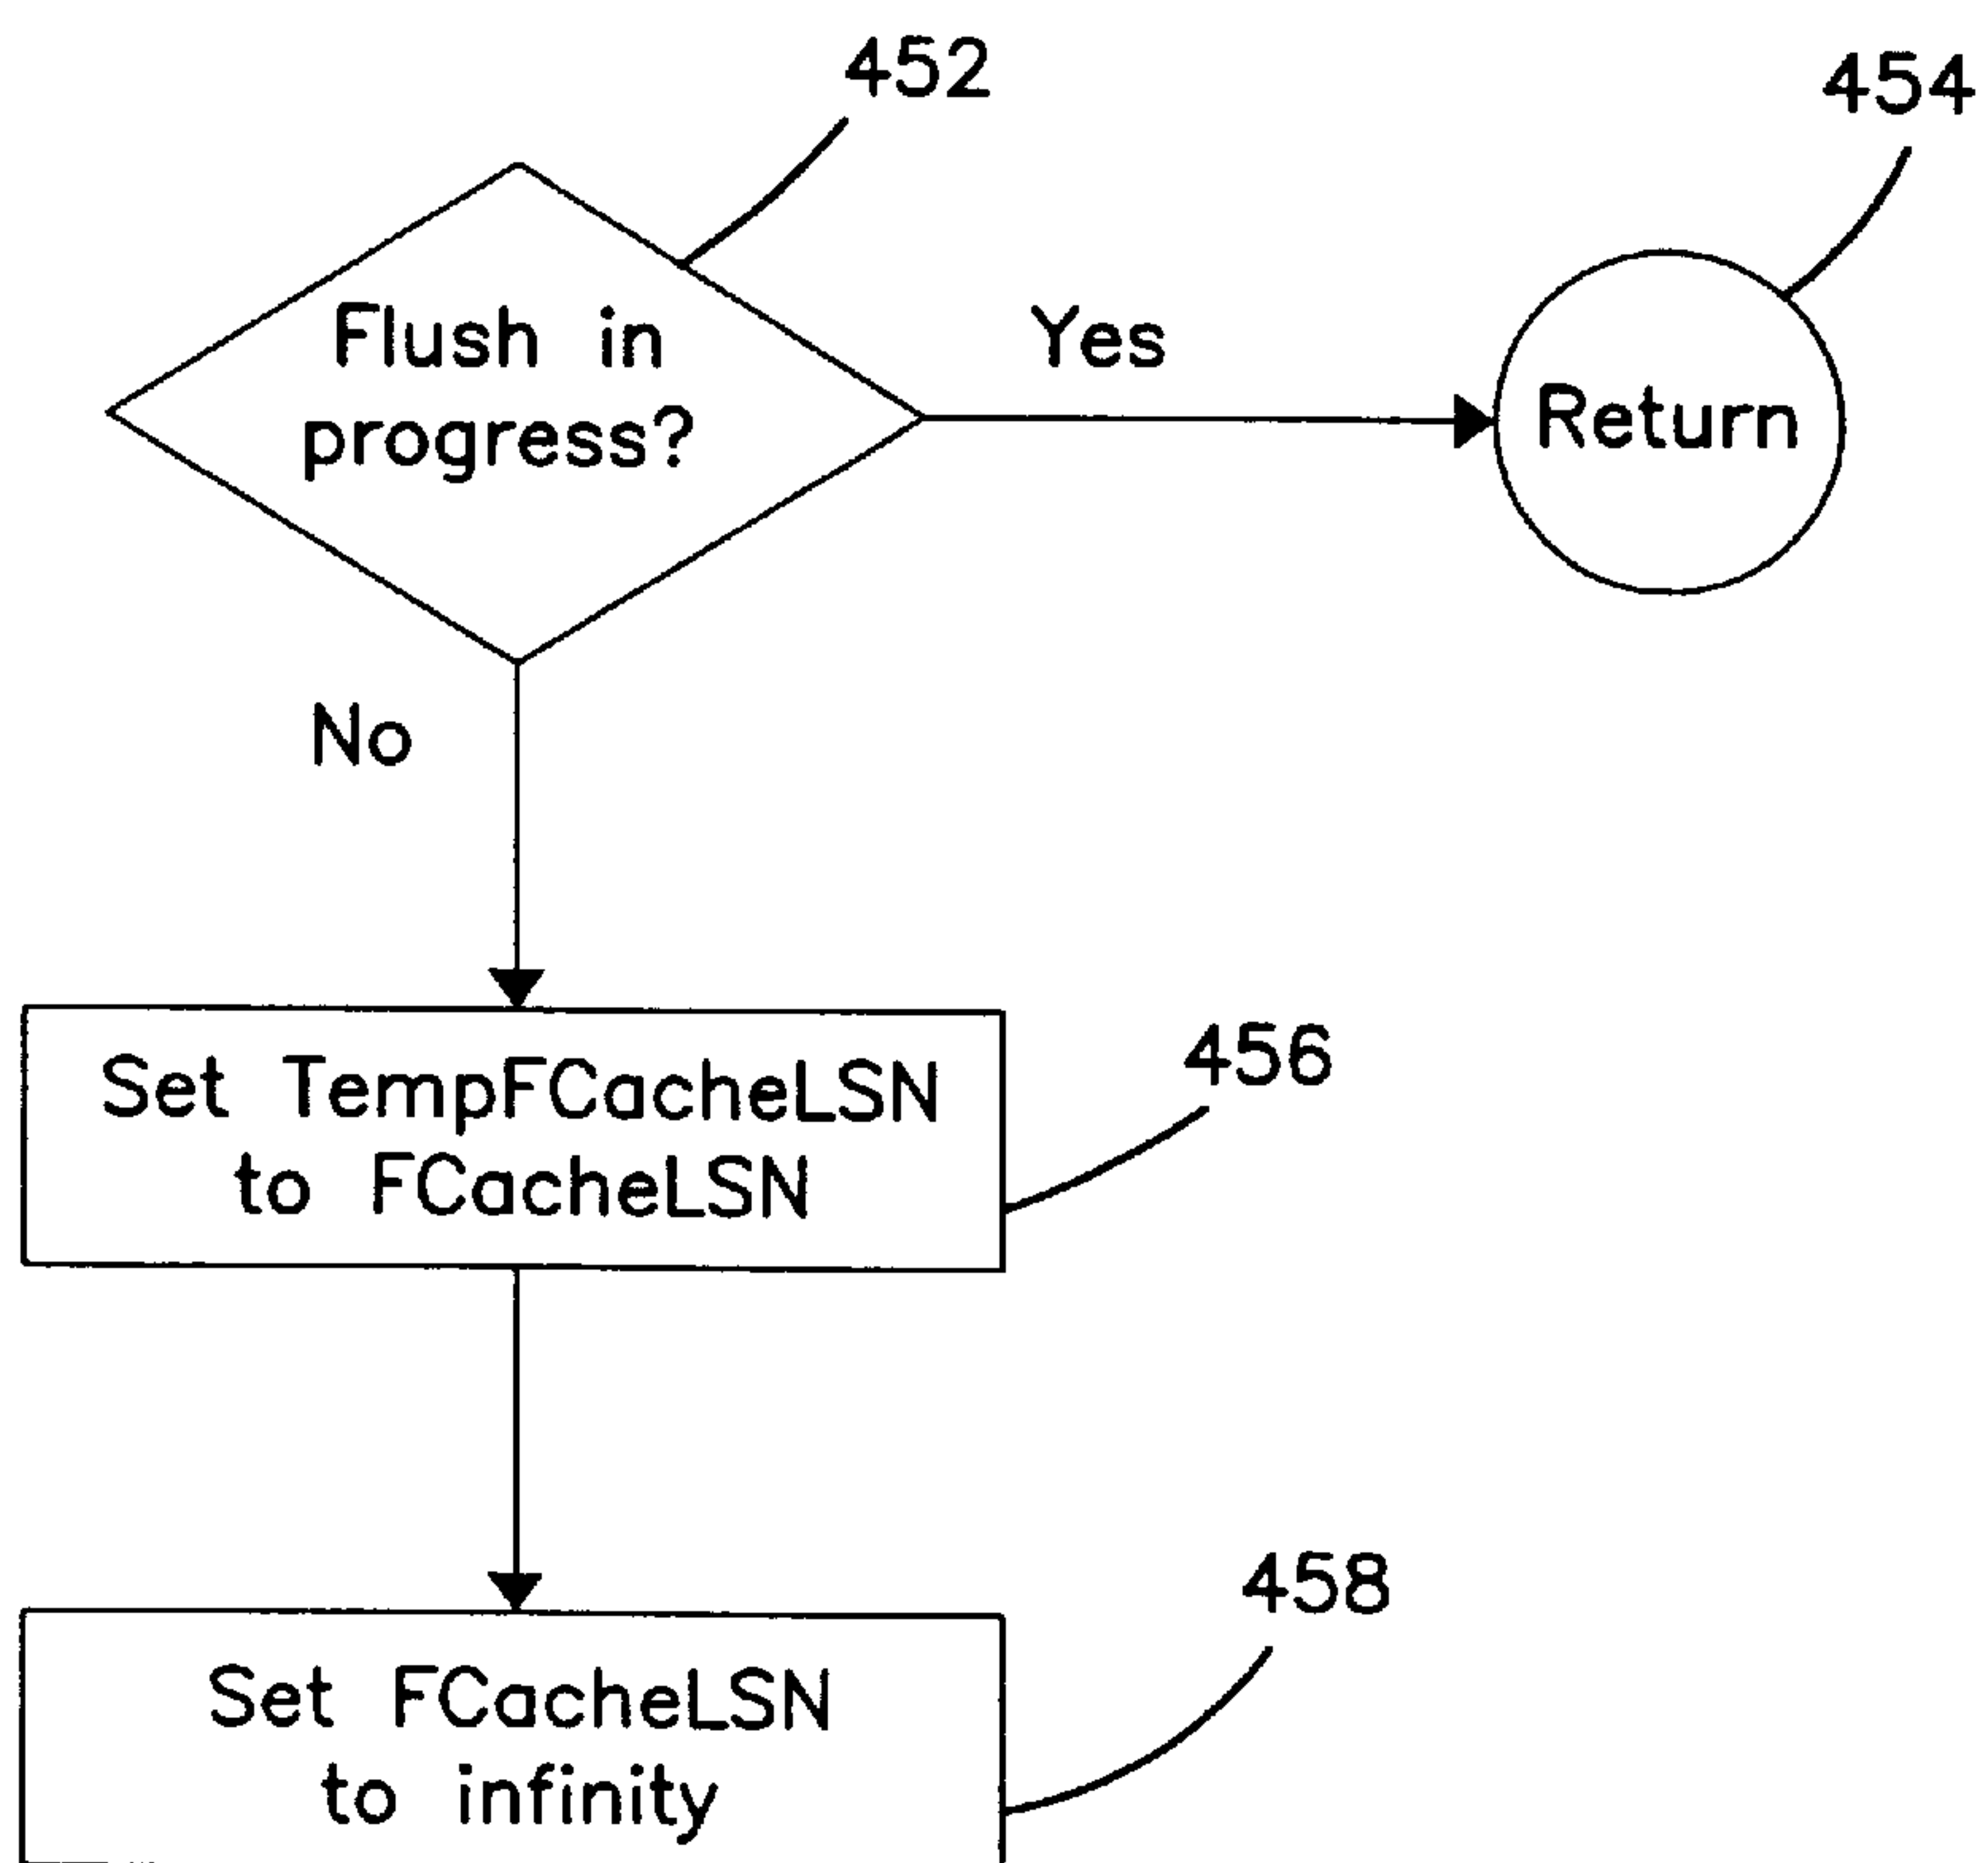 452
454
Flush in
progress?
Yes
Return
No
Set TempFCacheLSN
to FCacheLSN
456
458
Set FCacheLSN
to infinity